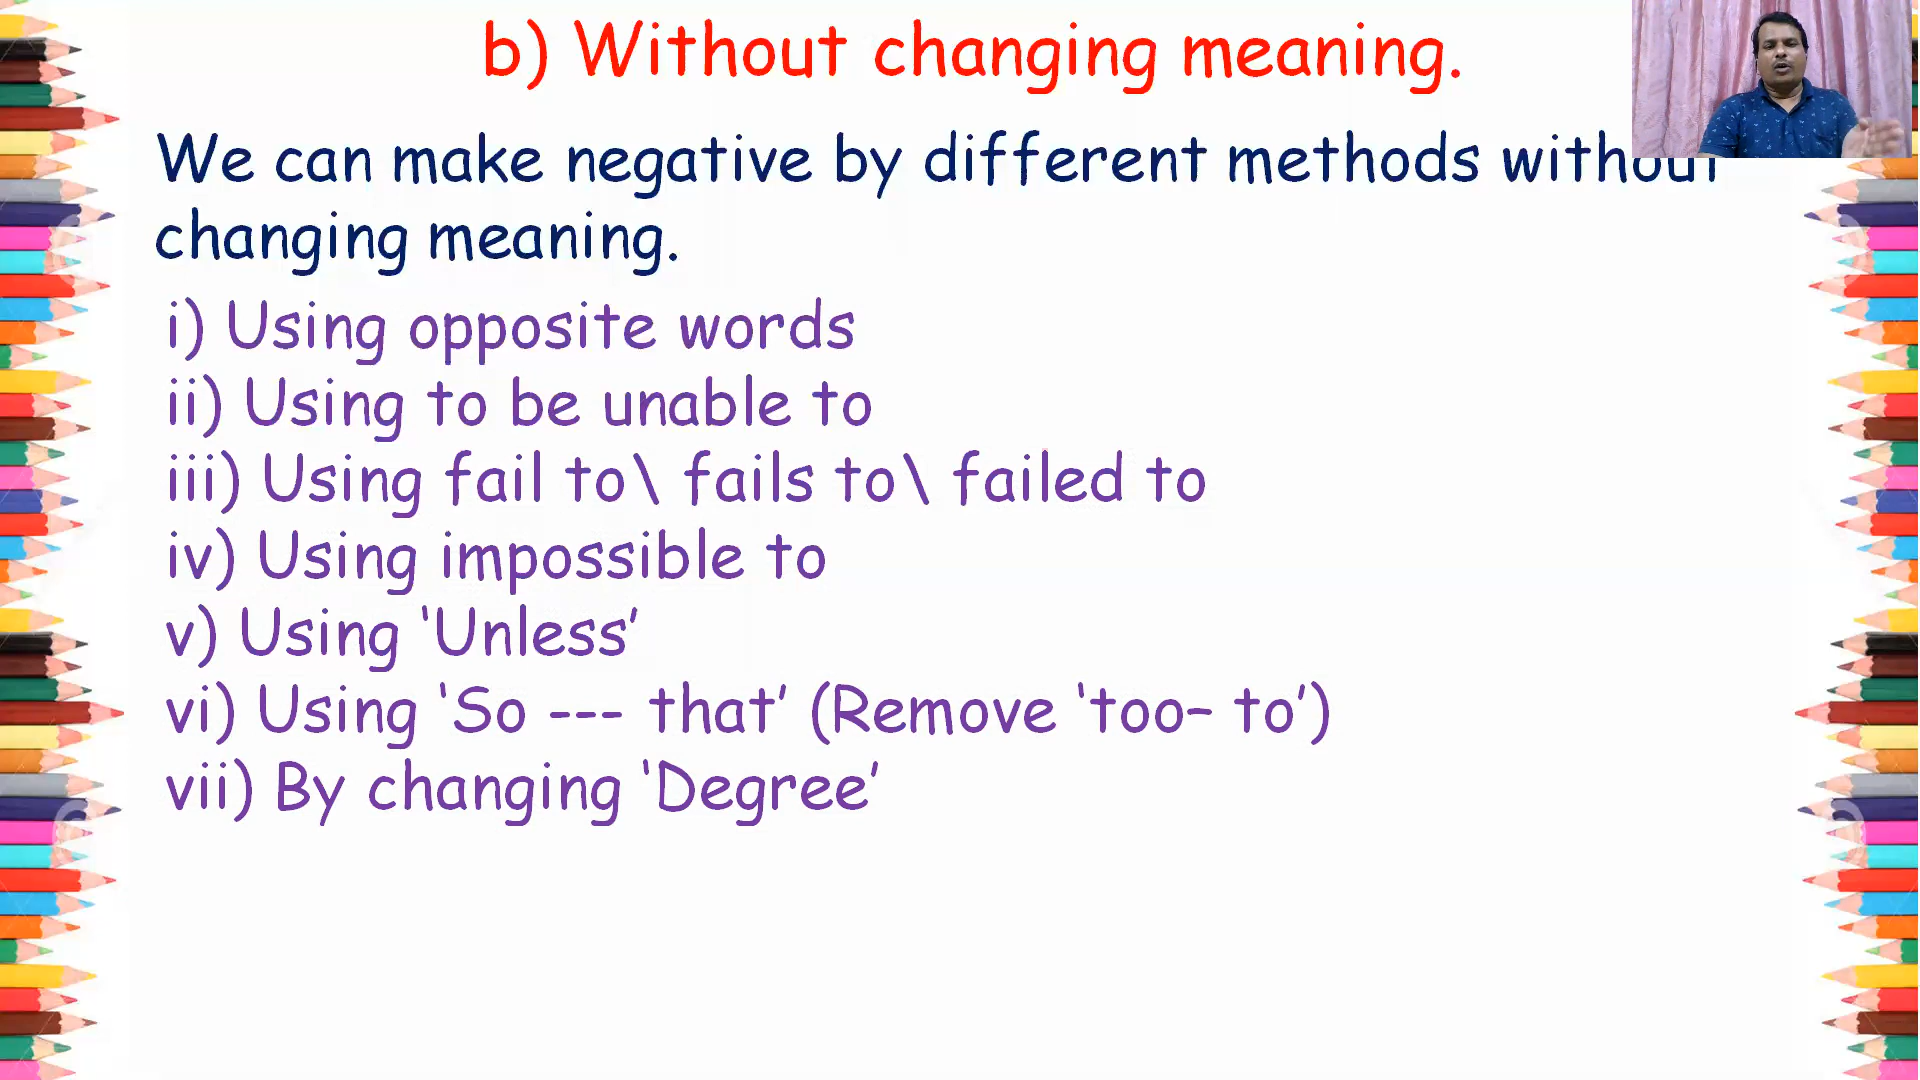 b) Without changing meaning.
We can make negative by different methods without
changing meaning.
i) Using opposite words
ii) Using to be unable to
iii) Using fail to\ fails to\ failed to
iv) Using impossible to
v) Using ‘Unless’
vi) Using ‘So --- that’ (Remove ‘too– to’)
vii) By changing ‘Degree’